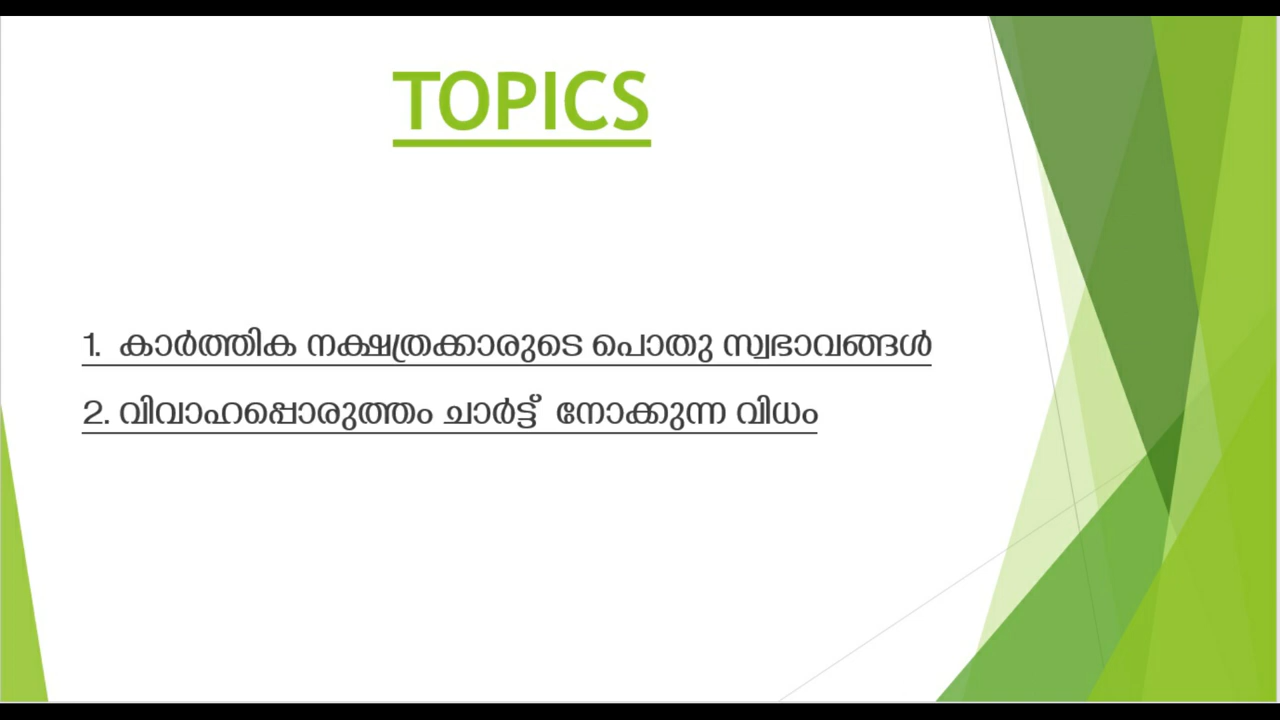 TOPICS
1. കാർത്തിക നക്ഷത്രക്കാരുടെ പൊതു സ്വഭാവങ്ങൾ
2. വിവാഹപ്പൊരുത്തം ചാർട്ട് നോക്കുന്ന വിധം